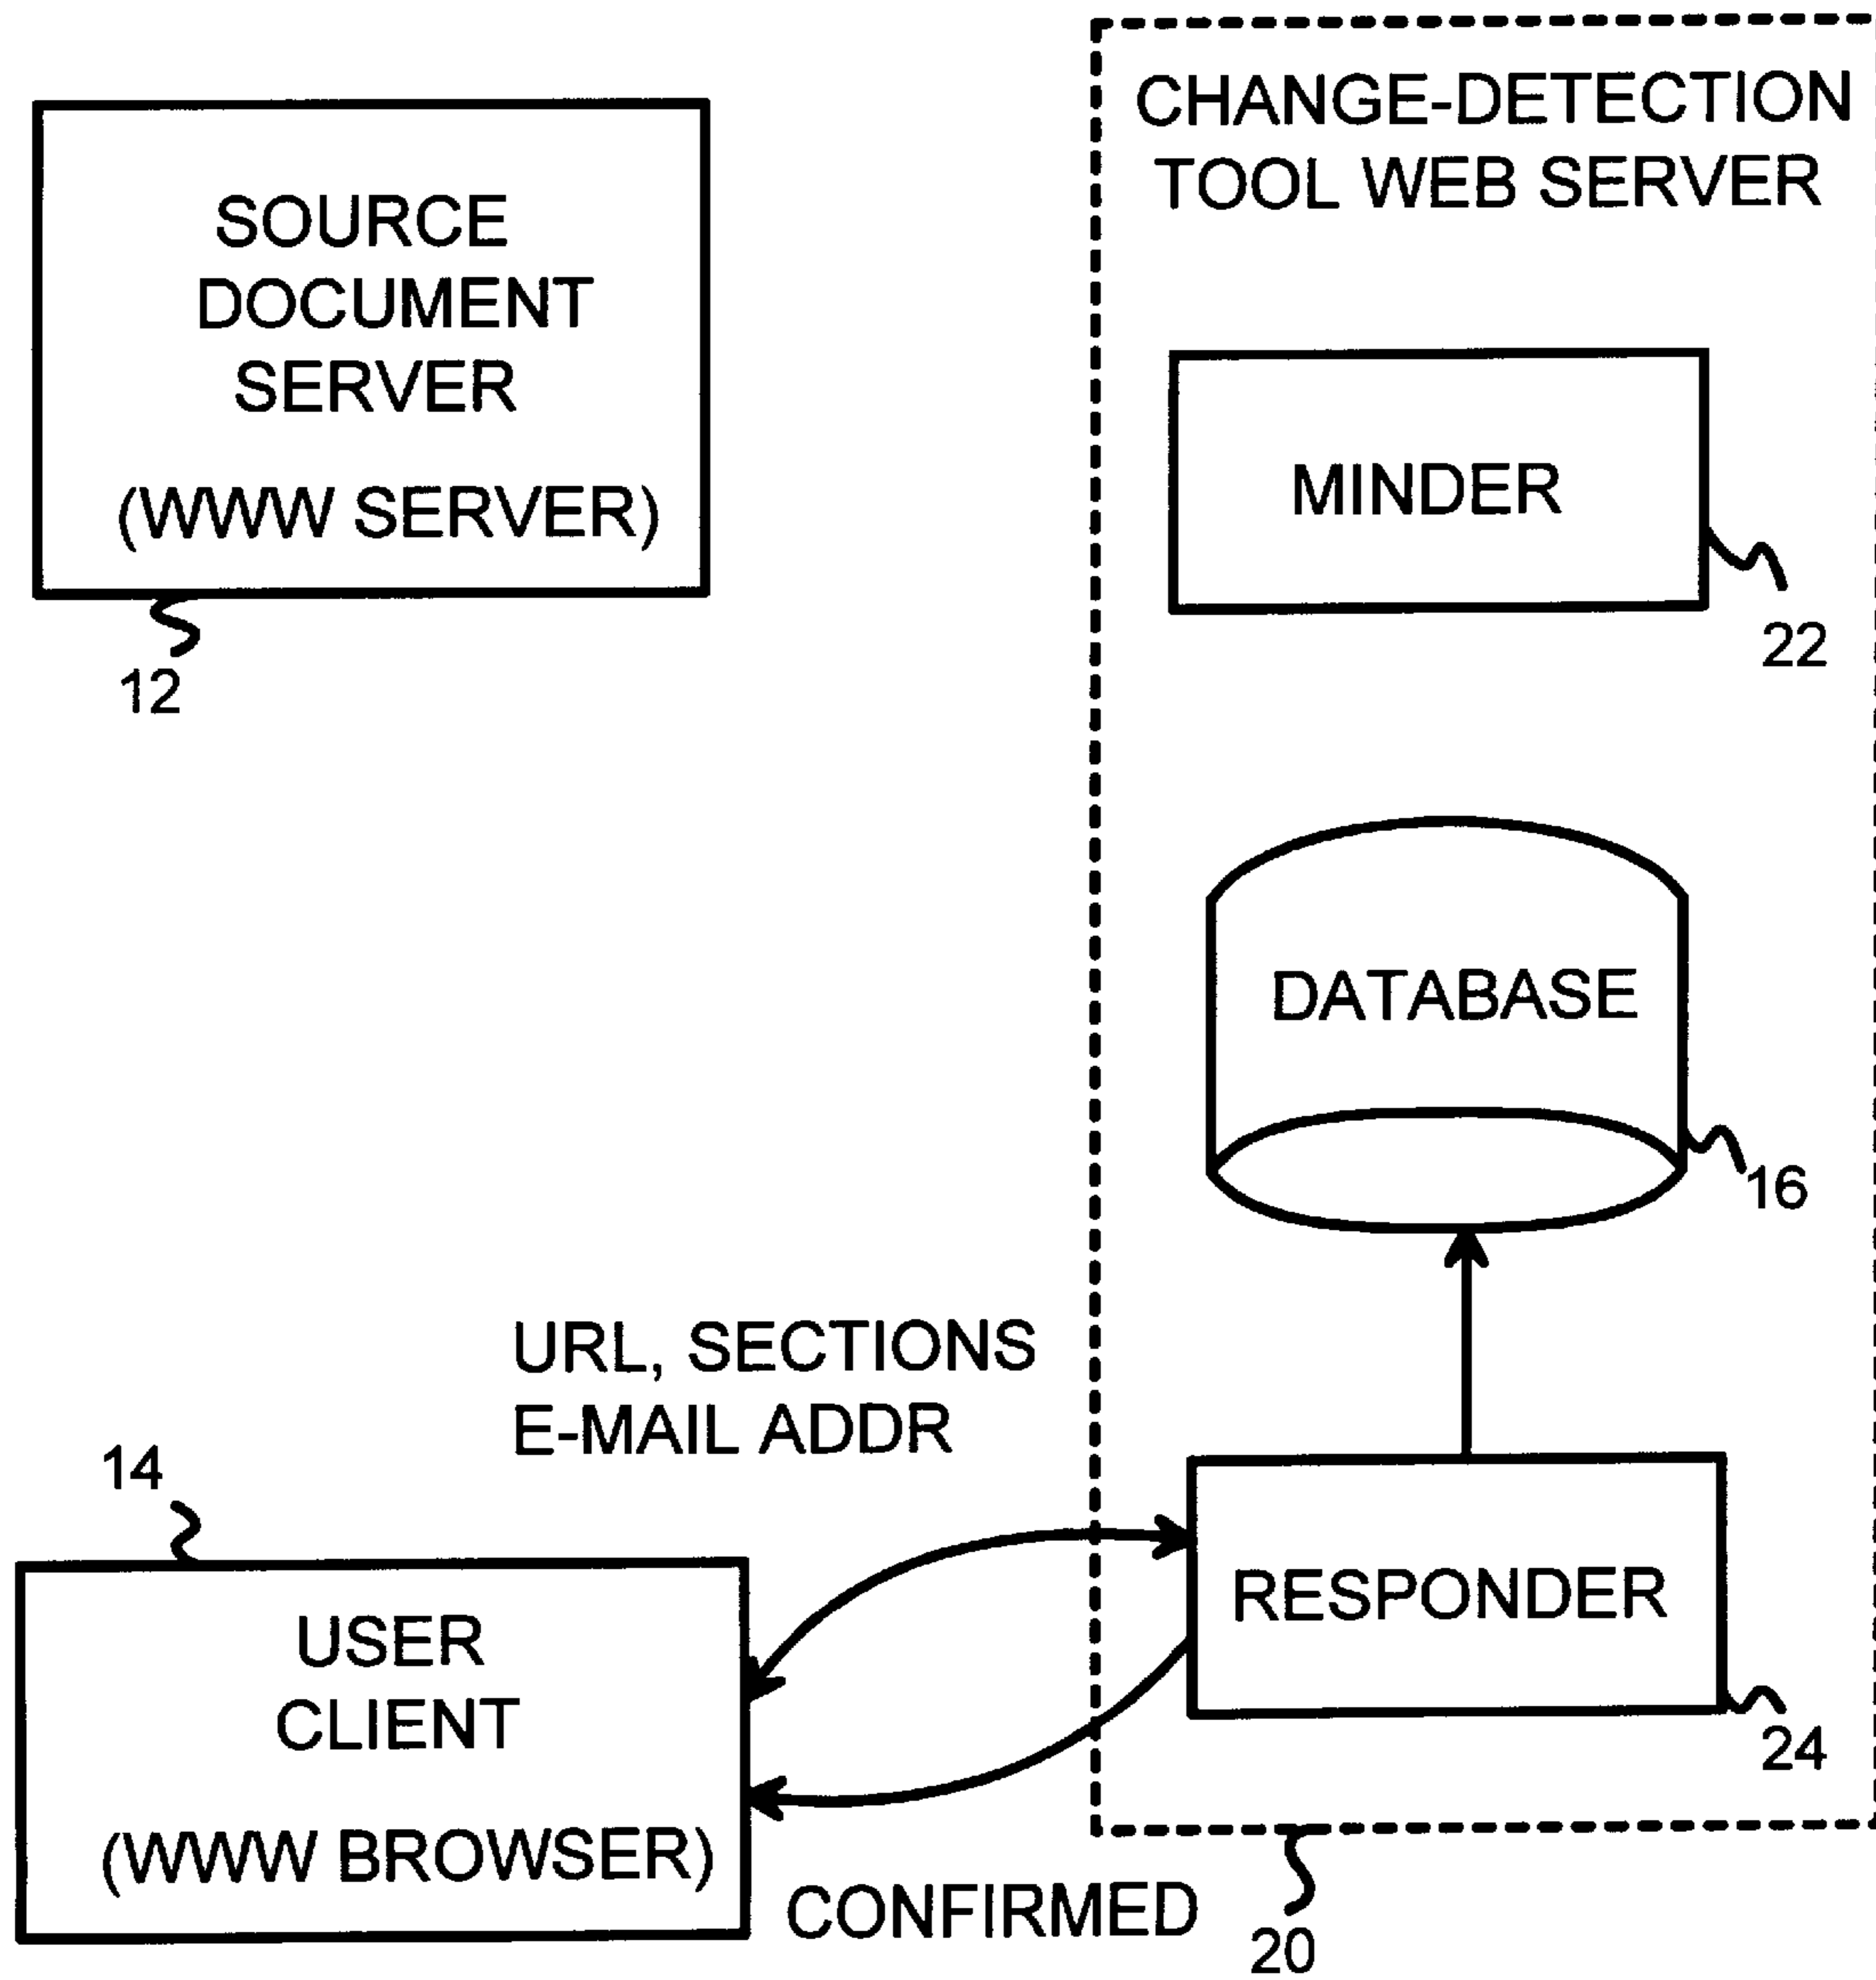 CHANGE-DETECTION
TOOL WEB SERVER
SOURCE
DOCUMENT
SERVER
(WWW SERVER)
12
MINDER
22
DATABASE
16
URL, SECTIONS
E-MAIL ADDR
14
RESPONDER
24
USER
CLIENT
(WWW BROWSER)
CONFIRMED
20